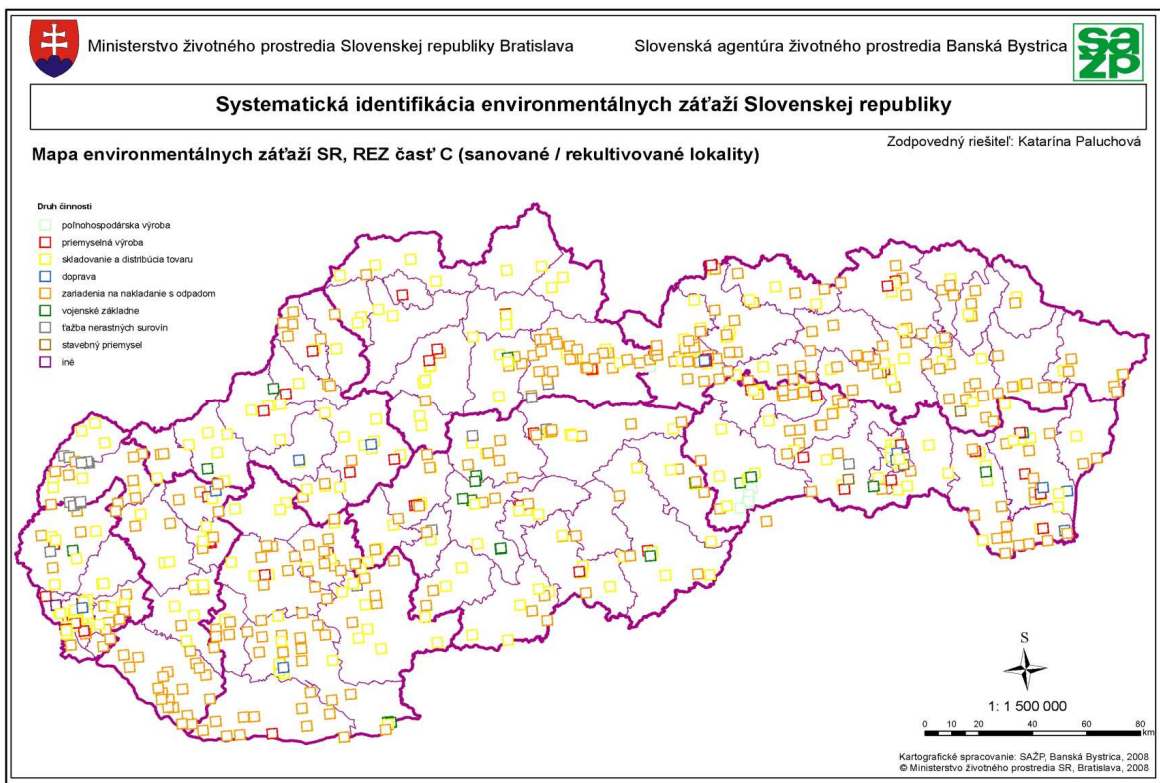 Ministerstvo životného prostredia Slovenskej republiky Bratislava
Slovenská agentúra životného prostredia Banská Bystrica
sažp
Systematická identifikácia environmentálnych záťaží Slovenskej republiky
Zodpovedný riešiteľ: Katarína Paluchová
Mapa environmentálnych záťaží SR, REZ časť C (sanované / rekultivované lokality)
Druh činnosti
poľnohospodárska výroba
priemyselná výroba
skladovanie a distribúcia tovaru
doprava
zariadenia na nakladanie s odpadom
vojenské základne
ťažba nerastných surovín
stavebný priemysel
iné
S
1: 1 500 000
0 10 20 40 60 80
km
Kartografické spracovanie: SAŽP, Banská Bystrica, 2008
© Ministerstvo životného prostredia SR, Bratislava, 2008